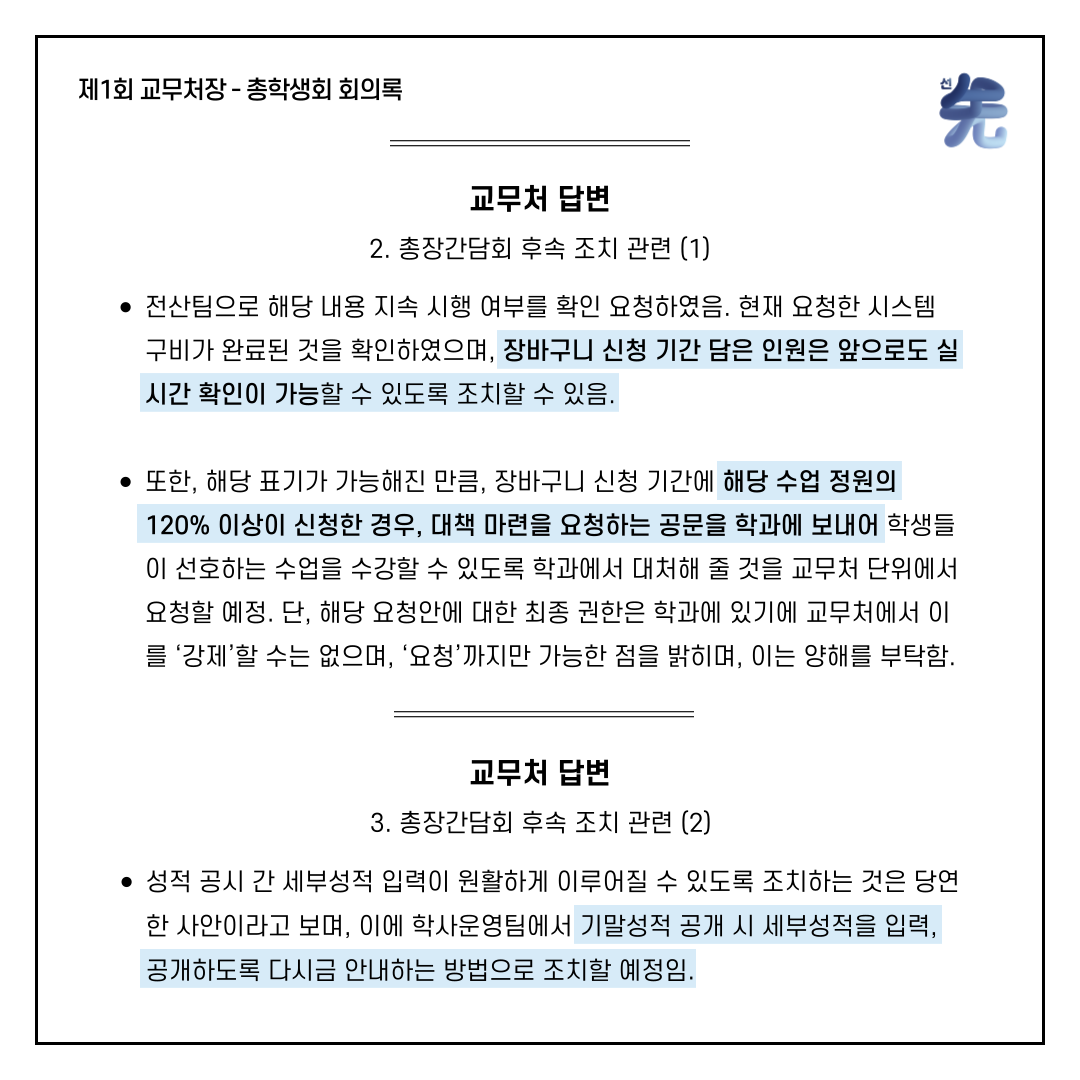 제1회 교무처장 - 총학생회 회의록
선
先
교무처 답변
2. 총장간담회 후속 조치 관련 (1)
● 전산팀으로 해당 내용 지속 시행 여부를 확인 요청하였음. 현재 요청한 시스템
구비가 완료된 것을 확인하였으며, 장바구니 신청 기간 담은 인원은 앞으로도 실
시간 확인이 가능할 수 있도록 조치할 수 있음.
● 또한, 해당 표기가 가능해진 만큼, 장바구니 신청 기간에 해당 수업 정원의
120% 이상이 신청한 경우, 대책 마련을 요청하는 공문을 학과에 보내어 학생들
이 선호하는 수업을 수강할 수 있도록 학과에서 대처해 줄 것을 교무처 단위에서
요청할 예정. 단, 해당 요청안에 대한 최종 권한은 학과에 있기에 교무처에서 이
를 ‘강제’할 수는 없으며, ‘요청’까지만 가능한 점을 밝히며, 이는 양해를 부탁함.
교무처 답변
3. 총장간담회 후속 조치 관련 (2)
● 성적 공시 간 세부성적 입력이 원활하게 이루어질 수 있도록 조치하는 것은 당연
한 사안이라고 보며, 이에 학사운영팀에서 기말성적 공개 시 세부성적을 입력,
공개하도록 다시금 안내하는 방법으로 조치할 예정임.